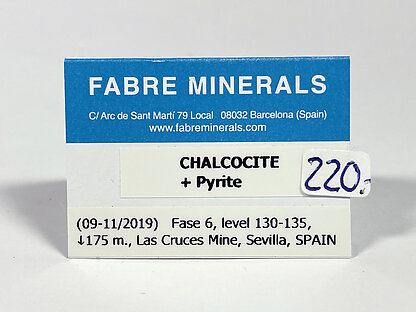 FABRE MINERALS
C/ Arc de Sant Martí 79 Local 08032 Barcelona (Spain)
www.fabreminerals.com
CHALCOCITE
+ Pyrite
220.-
(09-11/2019) Fase 6, level 130-135,
↓175 m., Las Cruces Mine, Sevilla, SPAIN